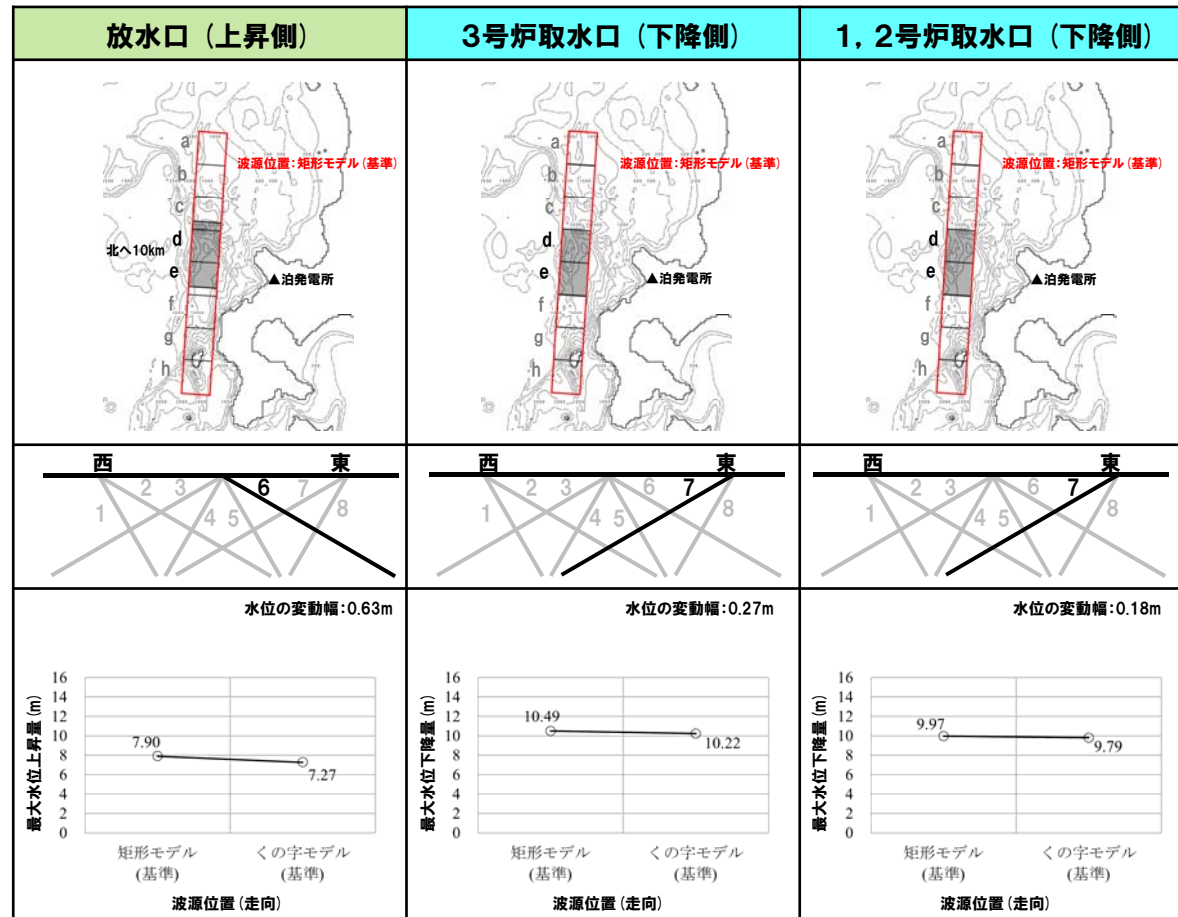 放水口（上昇側）
3号炉取水口（下降側）
1，2号炉取水口（下降側）
a
波源位置：矩形モデル（基準）
b
c
d
北へ10km
e
▲泊発電所
f
g
h
a
波源位置：矩形モデル（基準）
b
c
d
e
▲泊発電所
f
g
h
a
波源位置：矩形モデル（基準）
b
c
d
e
▲泊発電所
f
g
h
西 東
1 2 3 4 5 6 7 8
西 東
1 2 3 4 5 6 7 8
西 東
1 2 3 4 5 6 7 8
水位の変動幅：0.63m
最大水位上昇量（m）
16
14
12
10
8
6
4
2
0
7.90
7.27
矩形モデル くの字モデル
（基準） （基準）
波源位置（走向）
水位の変動幅：0.27m
最大水位下降量（m）
16
14
12
10
8
6
4
2
0
10.49
10.22
矩形モデル くの字モデル
（基準） （基準）
波源位置（走向）
水位の変動幅：0.18m
最大水位下降量（m）
16
14
12
10
8
6
4
2
0
9.97
9.79
矩形モデル くの字モデル
（基準） （基準）
波源位置（走向）